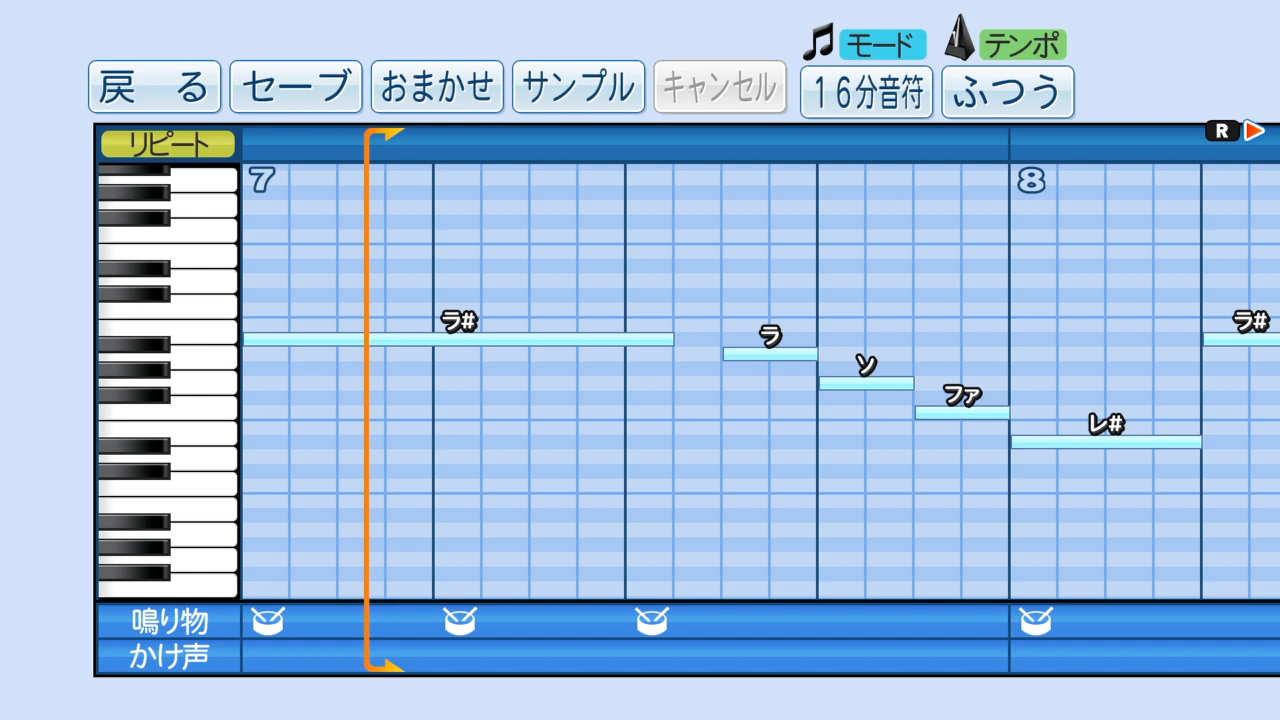 モード テンポ
戻 る セーブ おまかせ サンプル キャンセル 16分音符 ふつう
リピート R
7 8
ラ# ラ#
ラ
ソ
ファ
レ#
鳴り物
かけ声